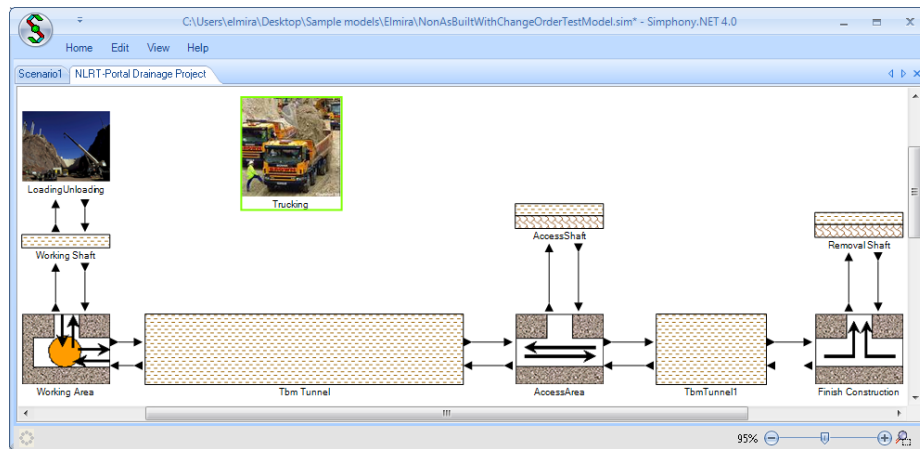 C:\Users\elmira\Desktop\Sample models\Elmira\NonAsBuiltWithChangeOrderTestModel.sim* - Simphony.NET 4.0
Home Edit View Help
Scenario1 NLRT-Portal Drainage Project
LoadingUnloading
Trucking
Working Shaft
AccessShaft
Removal Shaft
Working Area
Tbm Tunnel
AccessArea
TbmTunnel1
Finish Construction
95%